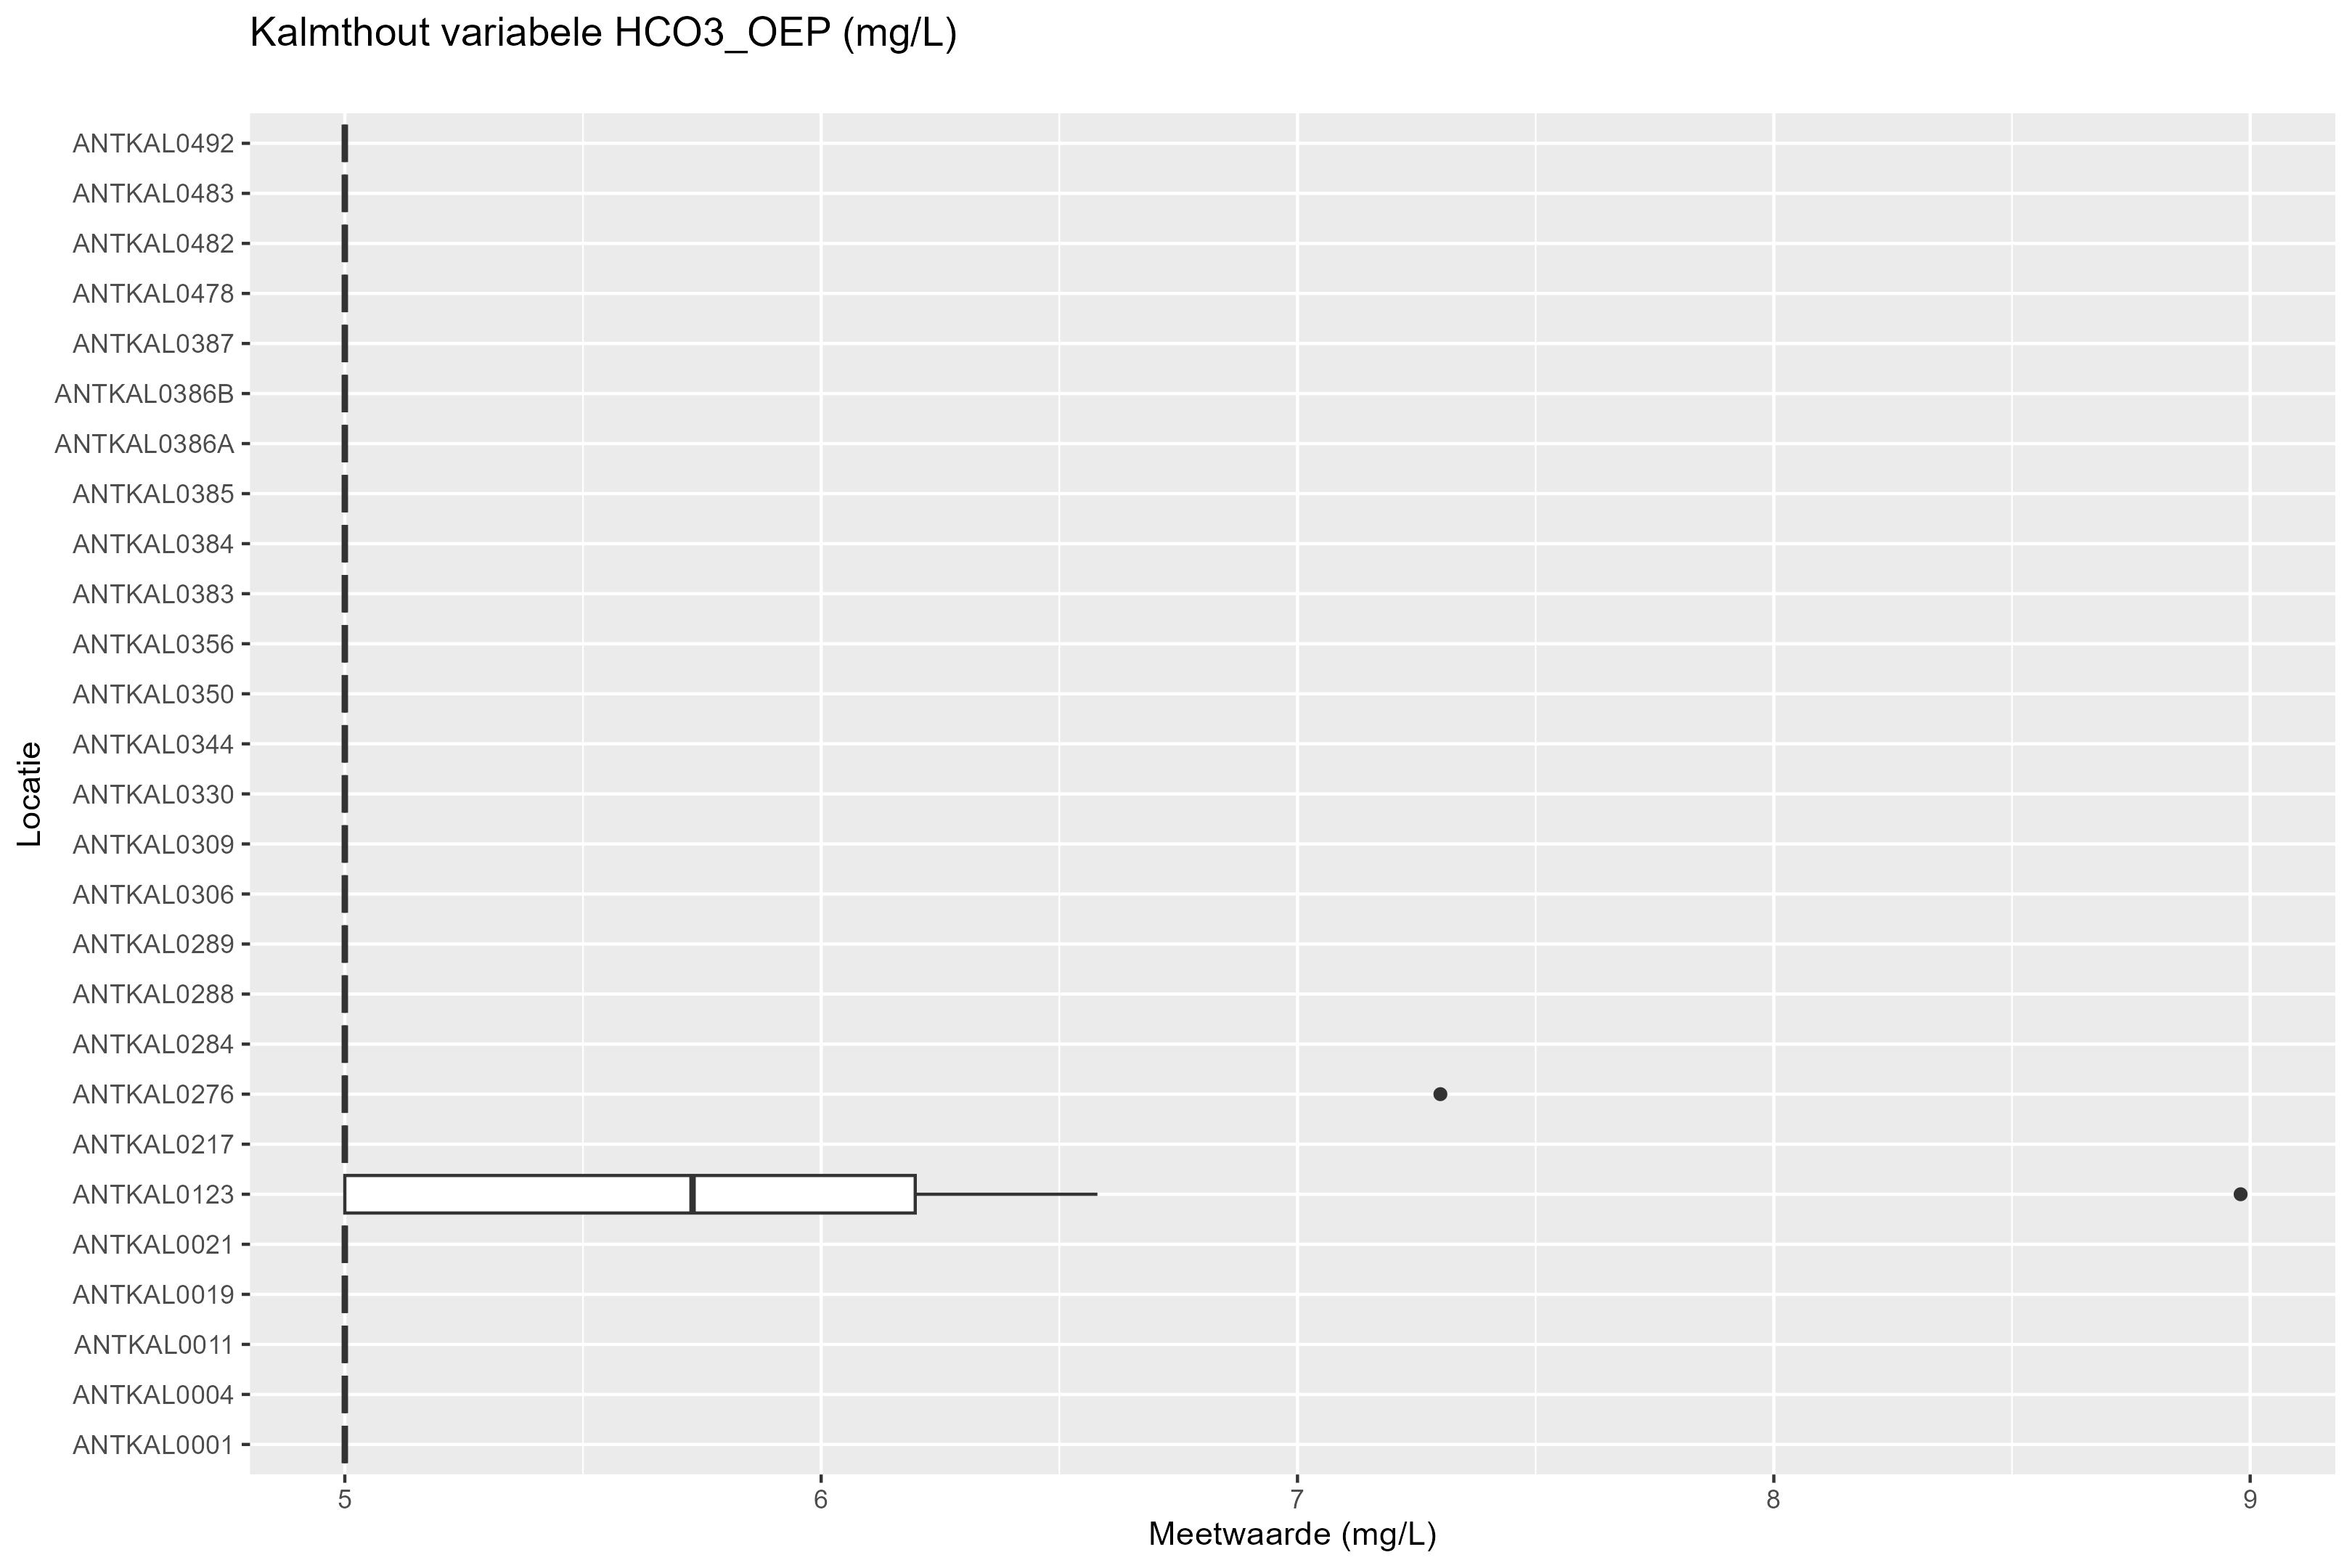 Kalmthout variabele HCO3_OEP (mg/L)
ANTKAL0492
ANTKAL0483
ANTKAL0482
ANTKAL0478
ANTKAL0387
ANTKAL0386B
ANTKAL0386A
ANTKAL0385
ANTKAL0384
ANTKAL0383
ANTKAL0356
ANTKAL0350
ANTKAL0344
ANTKAL0330
ANTKAL0309
ANTKAL0306
ANTKAL0289
ANTKAL0288
ANTKAL0284
ANTKAL0276
ANTKAL0217
ANTKAL0123
ANTKAL0021
ANTKAL0019
ANTKAL0011
ANTKAL0004
ANTKAL0001
Locatie
5 6 7 8 9
Meetwaarde (mg/L)